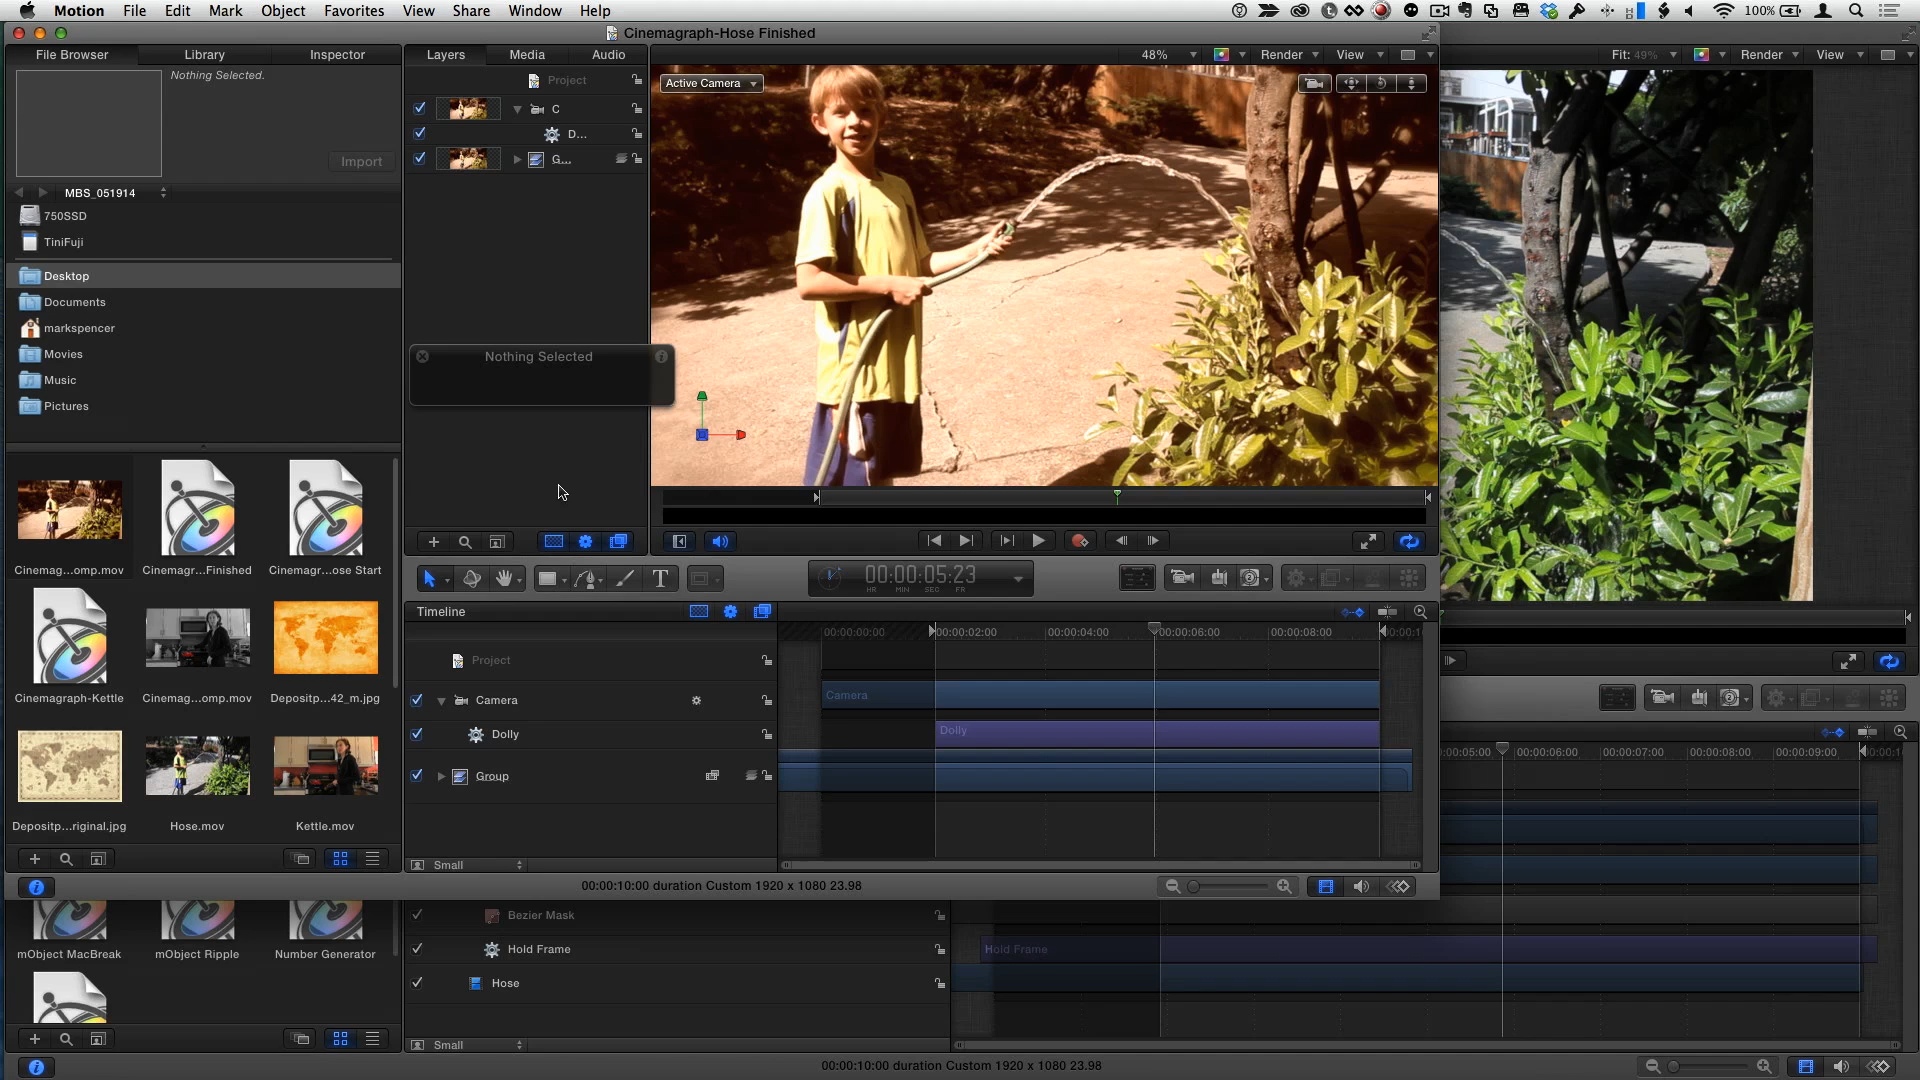 Motion File Edit Mark Object Favorites View Share Window Help 100%
Cinemagraph-Hose Finished
File Browser Library Inspector
Layers Media Audio
48% Render View
Fit: 49% Render View
Nothing Selected.
Import
MBS_051914
750SSD
TiniFuji
Desktop
Documents
markspencer
Movies
Music
Pictures
Project
C
D...
G...
Active Camera
Nothing Selected
Cinemag...omp.mov Cinemagr...Finished Cinemagr...ose Start
Cinemagraph-Kettle Cinemag...omp.mov Depositp...42_m.jpg
Depositp...riginal.jpg Hose.mov Kettle.mov
T
00:00:05:23
HR MIN SEC FR
Timeline
00:00:00:00 00:00:02:00 00:00:04:00 00:00:06:00 00:00:08:00
Project
Camera Camera
Dolly Dolly
Group
Small
00:00:10:00 duration Custom 1920 x 1080 23.98
00:05:00 00:00:06:00 00:00:07:00 00:00:08:00 00:00:09:00
mObject MacBreak mObject Ripple Number Generator
Bezier Mask
Hold Frame Hold Frame
Hose
Small
00:00:10:00 duration Custom 1920 x 1080 23.98